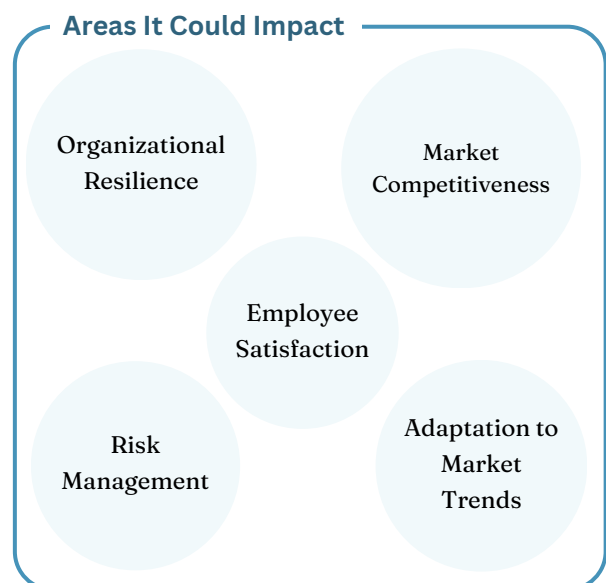 Areas It Could Impact
Organizational
Resilience
Market
Competitiveness
Employee
Satisfaction
Risk
Management
Adaptation to
Market
Trends